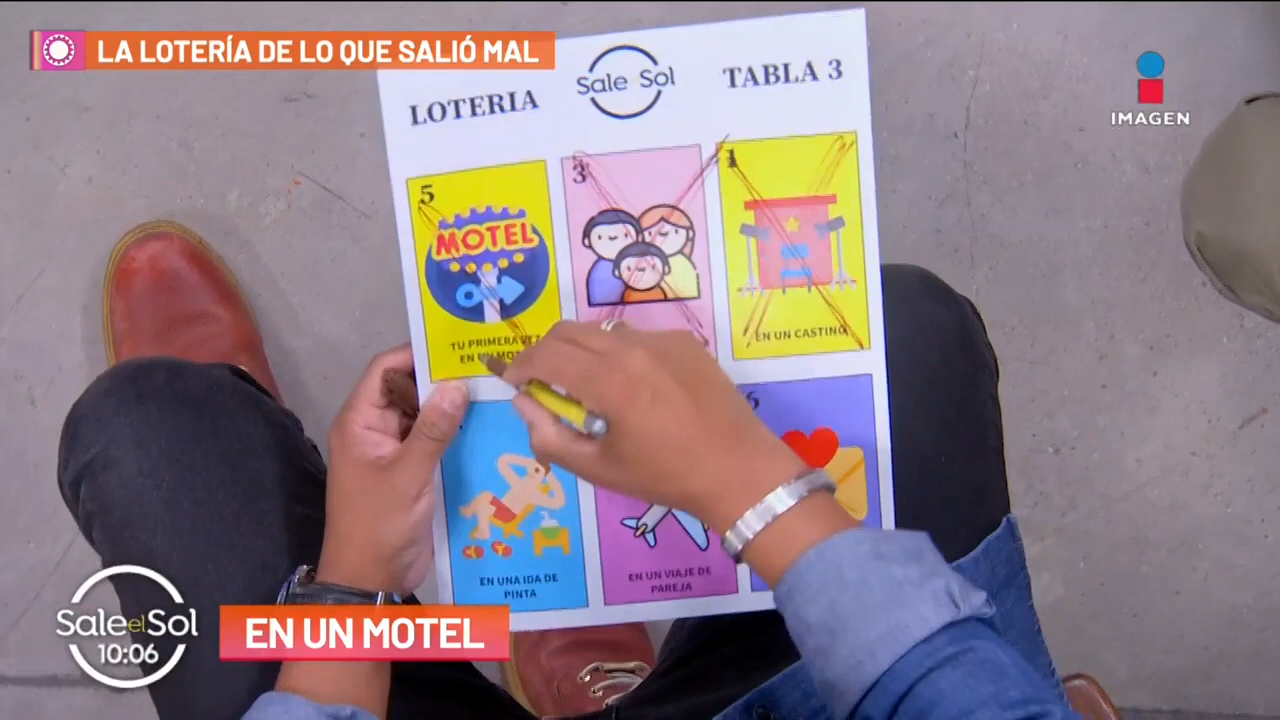 LA LOTERÍA DE LO QUE SALIÓ MAL
IMAGEN
LOTERIA
Sale Sol
TABLA 3
5
MOTEL
TU PRIMERA VEZ
EN UN
3
1
EN UN CASTING
EN UNA IDA DE
PINTA
EN UN VIAJE DE
PAREJA
6
Sale el Sol
10:06
EN UN MOTEL